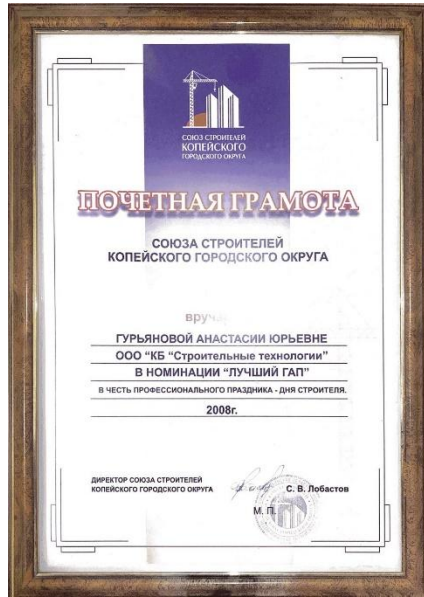 СОЮЗ СТРОИТЕЛЕЙ
КОПЕЙСКОГО
ГОРОДСКОГО ОКРУГА
ПОЧЕТНАЯ ГРАМОТА
СОЮЗА СТРОИТЕЛЕЙ
КОПЕЙСКОГО ГОРОДСКОГО ОКРУГА
ГУРЬЯНОВОЙ АНАСТАСИИ ЮРЬЕВНЕ
ООО "КБ "Строительные технологии"
В НОМИНАЦИИ "ЛУЧШИЙ ГАП"
В ЧЕСТЬ ПРОФЕССИОНАЛЬНОГО ПРАЗДНИКА - ДНЯ СТРОИТЕЛЯ.
2008г.
ДИРЕКТОР СОЮЗА СТРОИТЕЛЕЙ
КОПЕЙСКОГО ГОРОДСКОГО ОКРУГА С. В. Лобастов
М. П.